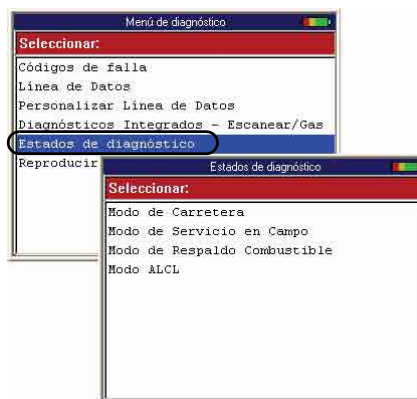 Menú de diagnóstico
Seleccionar:
Códigos de falla
Línea de Datos
Personalizar Línea de Datos
Diagnósticos Integrados - Escanear/Gas
Estados de diagnóstico
Reproducir
Estados de diagnóstico
Seleccionar:
Modo de Carretera
Modo de Servicio en Campo
Modo de Respaldo Combustible
Modo ALCL